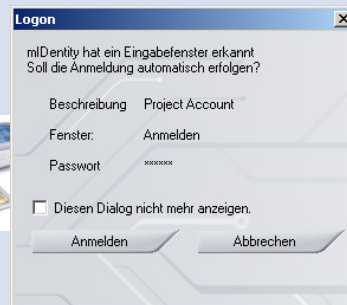 Logon
mIDentity hat ein Eingabefenster erkannt
Soll die Anmeldung automatisch erfolgen?
Beschreibung Project Account
Fenster: Anmelden
Passwort ******
Diesen Dialog nicht mehr anzeigen.
Anmelden Abbrechen